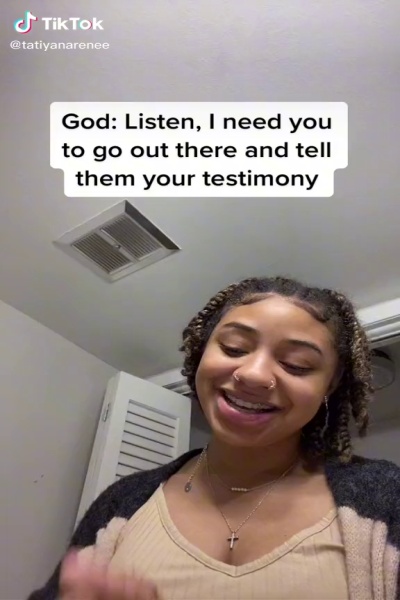 TikTok
@tatiyanarenee
God: Listen, I need you
to go out there and tell
them your testimony